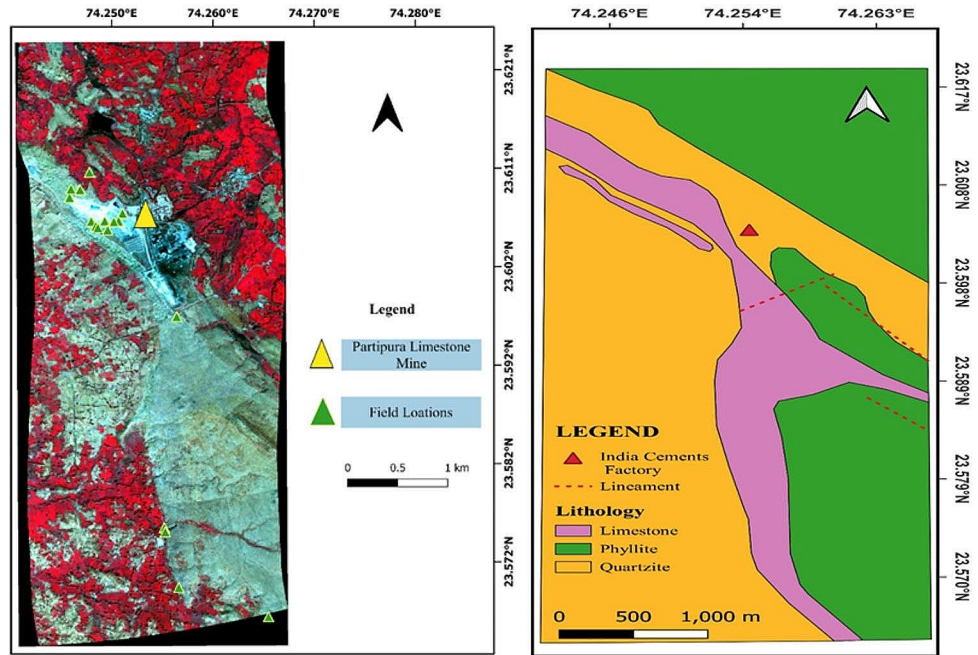 74.250°E 74.260°E 74.270°E 74.280°E
23.621°N
23.611°N
23.602°N
23.592°N
23.582°N
23.572°N
Legend
Partipura Limestone
Mine
Field Loations
0 0.5 1 km
74.246°E 74.254°E 74.263°E
23.617°N
23.608°N
23.598°N
23.589°N
23.579°N
23.570°N
LEGEND
India Cements
Factory
Lineament
Lithology
Limestone
Phyllite
Quartzite
0 500 1,000 m